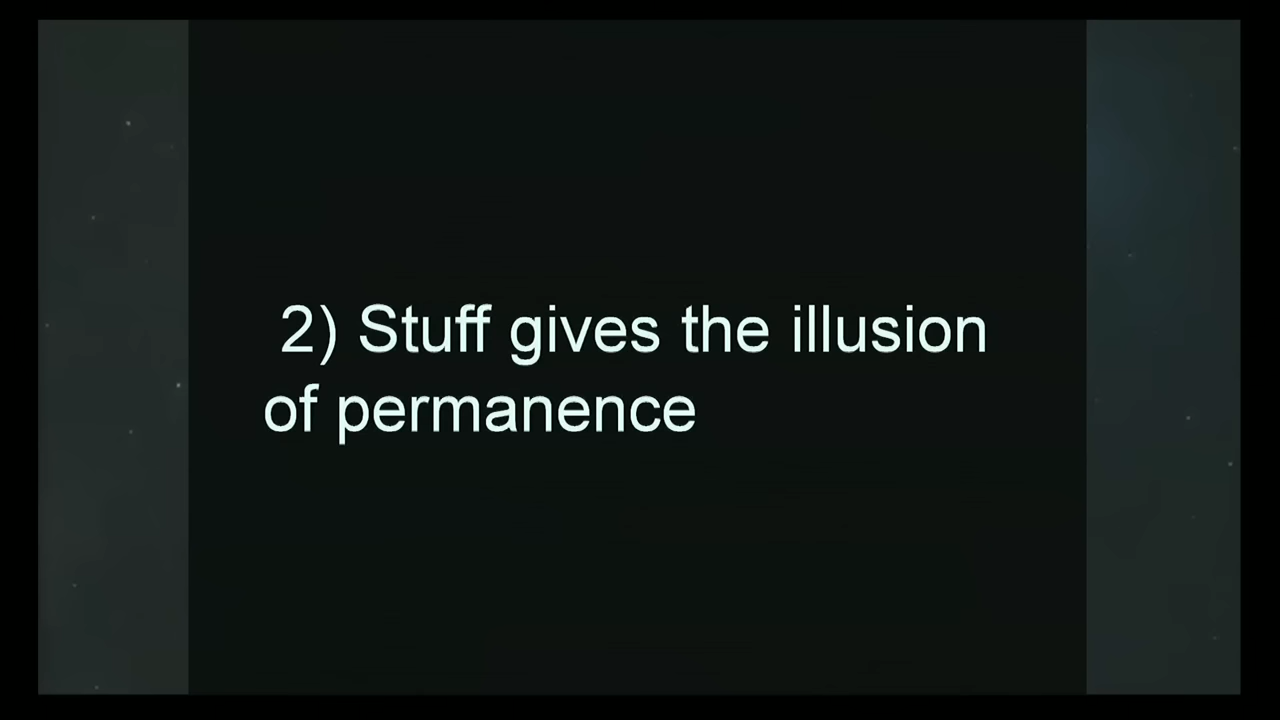 2) Stuff gives the illusion
of permanence